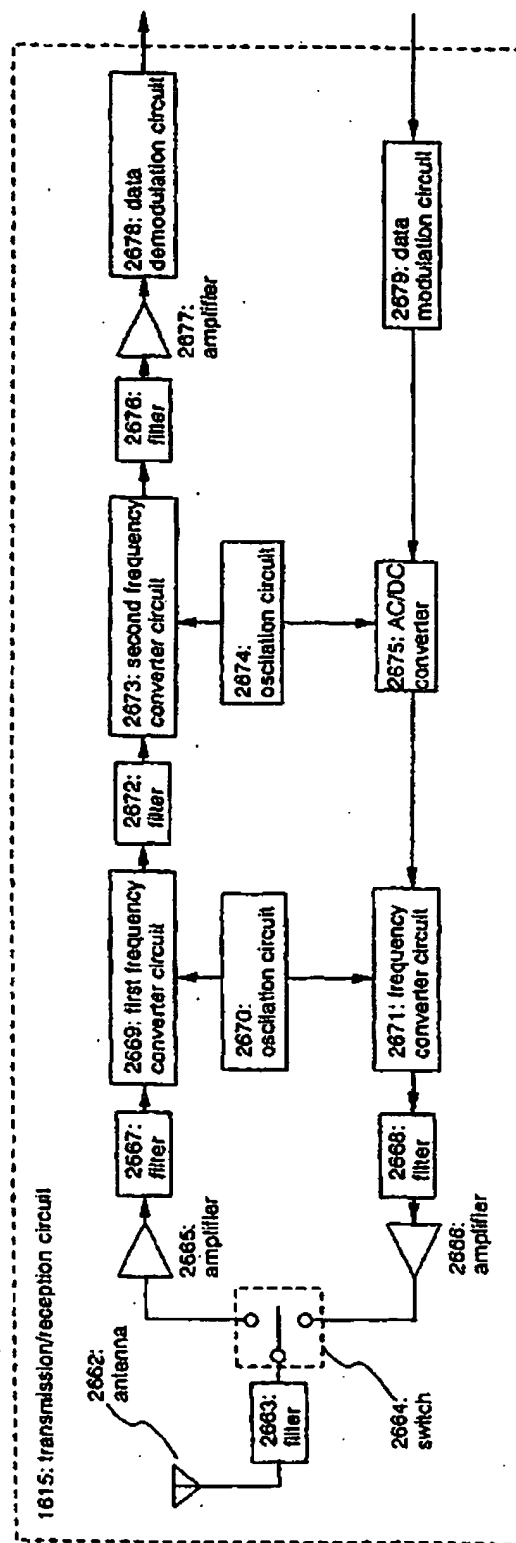 1615: transmission/reception circuit
2662:
antenna
2663:
filter
2664:
switch
2665:
amplifier
2667:
filter
2669: first frequency
converter circuit
2672:
filter
2673: second frequency
converter circuit
2676:
filter
2677:
amplifier
2678: data
demodulation circuit
2670:
oscilation circuit
2674:
oscilation circuit
2666:
amplifier
2668:
filter
2671: frequency
converter circuit
2675: AC/DC
converter
2679: data
modulation circuit